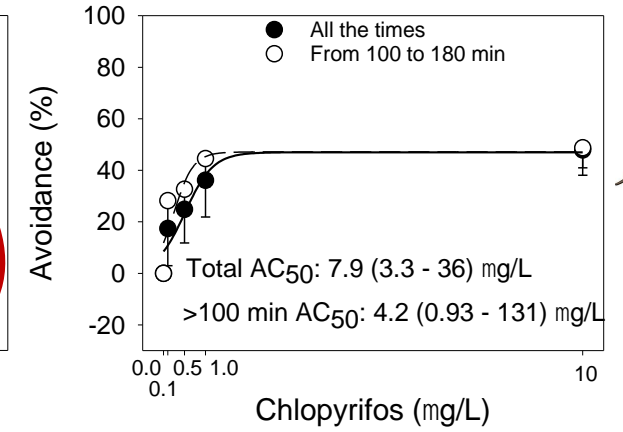 100
All the times
From 100 to 180 min
80
60
40
20
0
-20
Avoidance (%)
Total AC50: 7.9 (3.3 - 36) mg/L
>100 min AC50: 4.2 (0.93 - 131) mg/L
0.0 0.5 1.0 10
0.1
Chlopyrifos (mg/L)